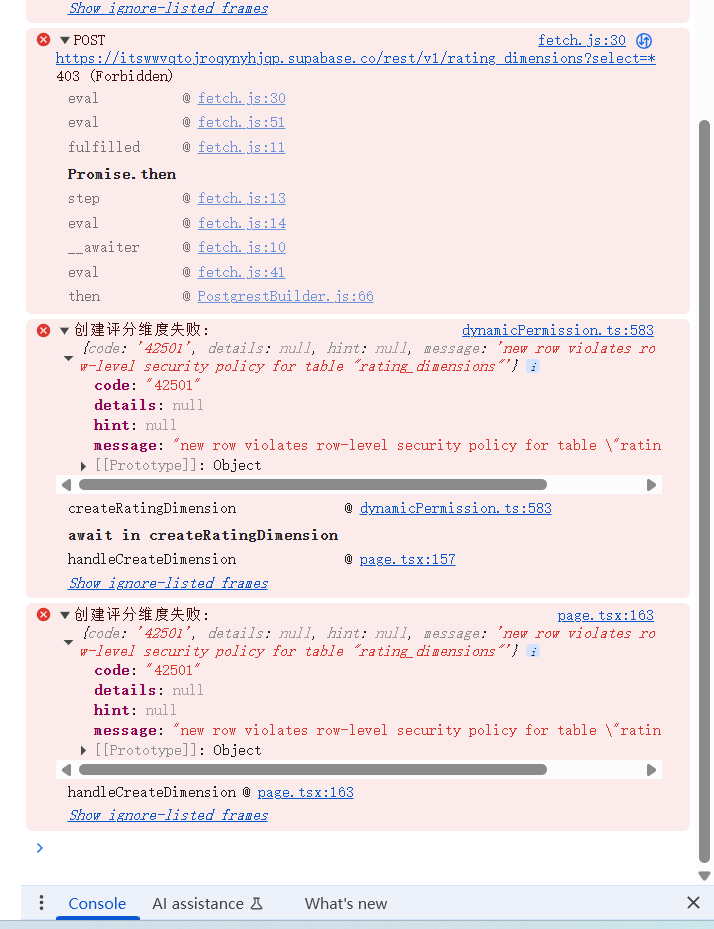 Show ignore-listed frames
POST fetch.js:30
https://itswwvqtojroqynyhjqp.supabase.co/rest/v1/rating_dimensions?select=*
403 (Forbidden)
eval @ fetch.js:30
eval @ fetch.js:51
fulfilled @ fetch.js:11
Promise.then
step @ fetch.js:13
eval @ fetch.js:14
__awaiter @ fetch.js:10
eval @ fetch.js:41
then @ PostgrestBuilder.js:66
创建评分维度失败: dynamicPermission.ts:583
{code: '42501', details: null, hint: null, message: 'new row violates ro
w-level security policy for table "rating_dimensions"'} i
code: "42501"
details: null
hint: null
message: "new row violates row-level security policy for table \"ratin
[[Prototype]]: Object
createRatingDimension @ dynamicPermission.ts:583
await in createRatingDimension
handleCreateDimension @ page.tsx:157
Show ignore-listed frames
创建评分维度失败: page.tsx:163
{code: '42501', details: null, hint: null, message: 'new row violates ro
w-level security policy for table "rating_dimensions"'} i
code: "42501"
details: null
hint: null
message: "new row violates row-level security policy for table \"ratin
[[Prototype]]: Object
handleCreateDimension @ page.tsx:163
Show ignore-listed frames
Console AI assistance What's new